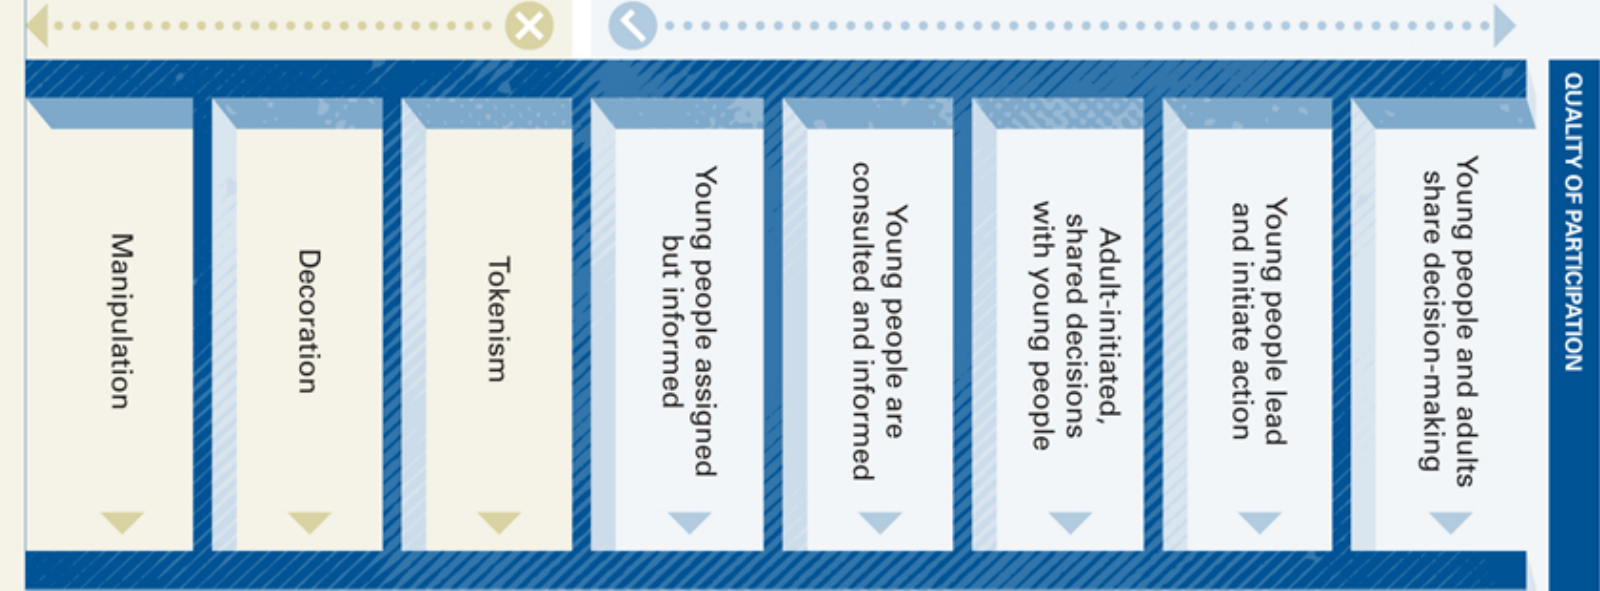 QUALITY OF PARTICIPATION
Young people and adults
share decision-making
Young people lead
and initiate action
Adult-initiated,
shared decisions
with young people
Young people are
consulted and informed
Young people assigned
but informed
Tokenism
Decoration
Manipulation